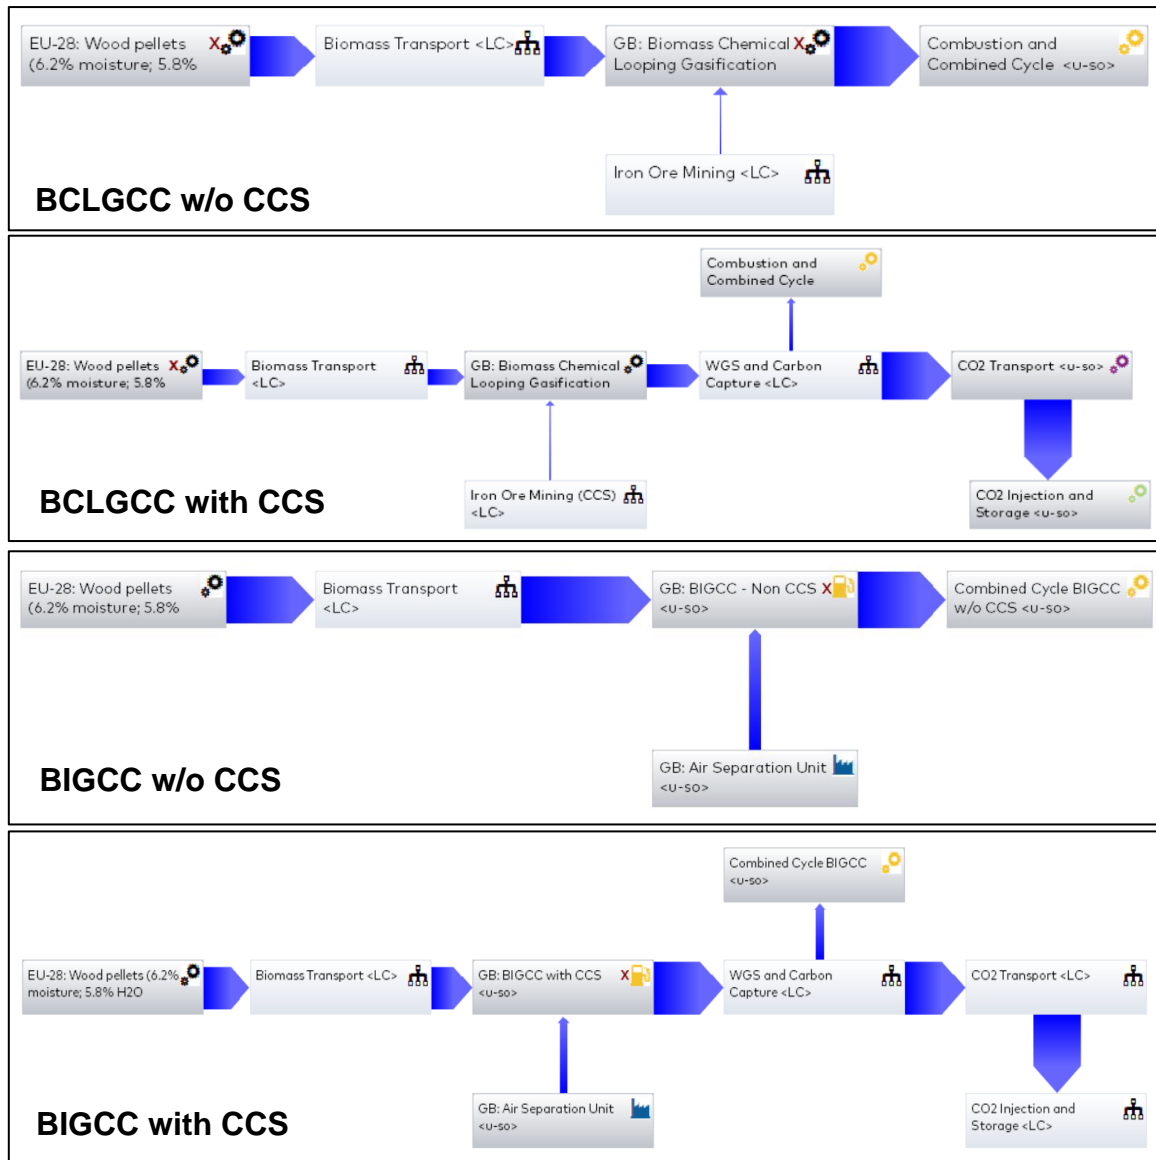 EU-28: Wood pellets X
(6.2% moisture; 5.8%
Biomass Transport <LC>
GB: Biomass Chemical X
Looping Gasification
Combustion and
Combined Cycle <u-so>
Iron Ore Mining <LC>
BCLGCC w/o CCS
Combustion and
Combined Cycle
EU-28: Wood pellets X
(6.2% moisture; 5.8%
Biomass Transport
<LC>
GB: Biomass Chemical
Looping Gasification
WGS and Carbon
Capture <LC>
CO2 Transport <u-so>
Iron Ore Mining (CCS)
<LC>
CO2 Injection and
Storage <u-so>
BCLGCC with CCS
EU-28: Wood pellets
(6.2% moisture; 5.8%
Biomass Transport
<LC>
GB: BIGCC - Non CCS X
<u-so>
Combined Cycle BIGCC
w/o CCS <u-so>
GB: Air Separation Unit
<u-so>
BIGCC w/o CCS
Combined Cycle BIGCC
<u-so>
EU-28: Wood pellets (6.2%
moisture; 5.8% H2O
Biomass Transport <LC>
GB: BIGCC with CCS X
<u-so>
WGS and Carbon
Capture <LC>
CO2 Transport <LC>
GB: Air Separation Unit
<u-so>
CO2 Injection and
Storage <LC>
BIGCC with CCS